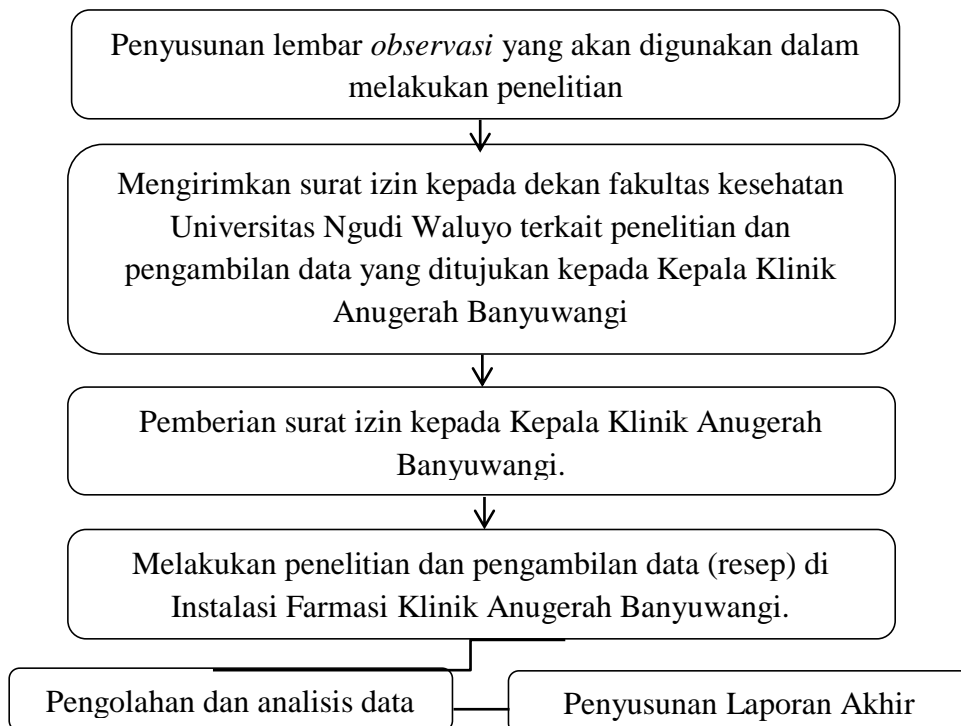 Penyusunan lembar observasi yang akan digunakan dalam
melakukan penelitian
Mengirimkan surat izin kepada dekan fakultas kesehatan
Universitas Ngudi Waluyo terkait penelitian dan
pengambilan data yang ditujukan kepada Kepala Klinik
Anugerah Banyuwangi
Pemberian surat izin kepada Kepala Klinik Anugerah
Banyuwangi.
Melakukan penelitian dan pengambilan data (resep) di
Instalasi Farmasi Klinik Anugerah Banyuwangi.
Pengolahan dan analisis data
Penyusunan Laporan Akhir